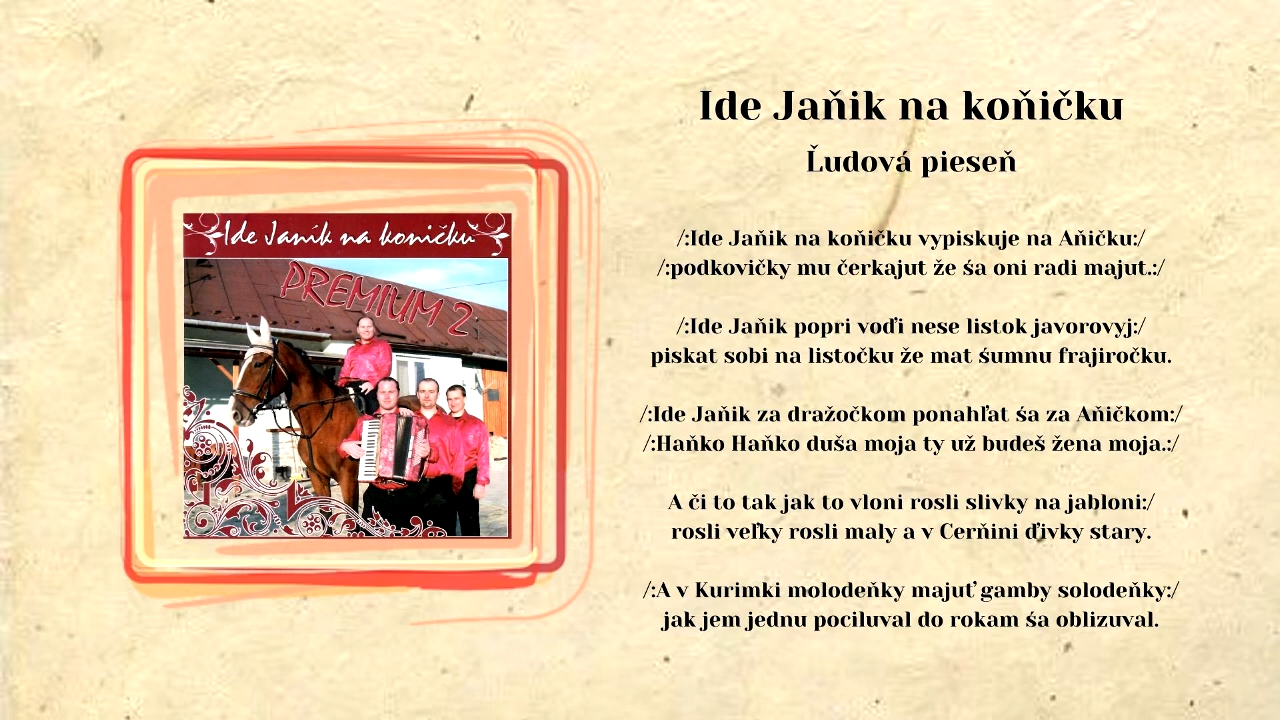 Ide Janík na koníčku
PREMIUM 2
Ide Jaňik na koňičku
Ľudová pieseň
/:Ide Jaňik na koňičku vypiskuje na Aňičku:/
/:podkovičky mu čerkajut že śa oni radi majut.:/
/:Ide Jaňik popri voďi nese listok javorovyj:/
piskat sobi na listočku že mat śumnu frajiročku.
/:Ide Jaňik za dražočkom ponahľat śa za Aňičkom:/
/:Haňko Haňko duša moja ty už budeš žena moja.:/
A či to tak jak to vloni rosli slivky na jabloni:/
rosli veľky rosli maly a v Cerňini ďivky stary.
/:A v Kurimki molodeňky majuť gamby solodeňky:/
jak jem jednu pociluval do rokam śa oblizuval.